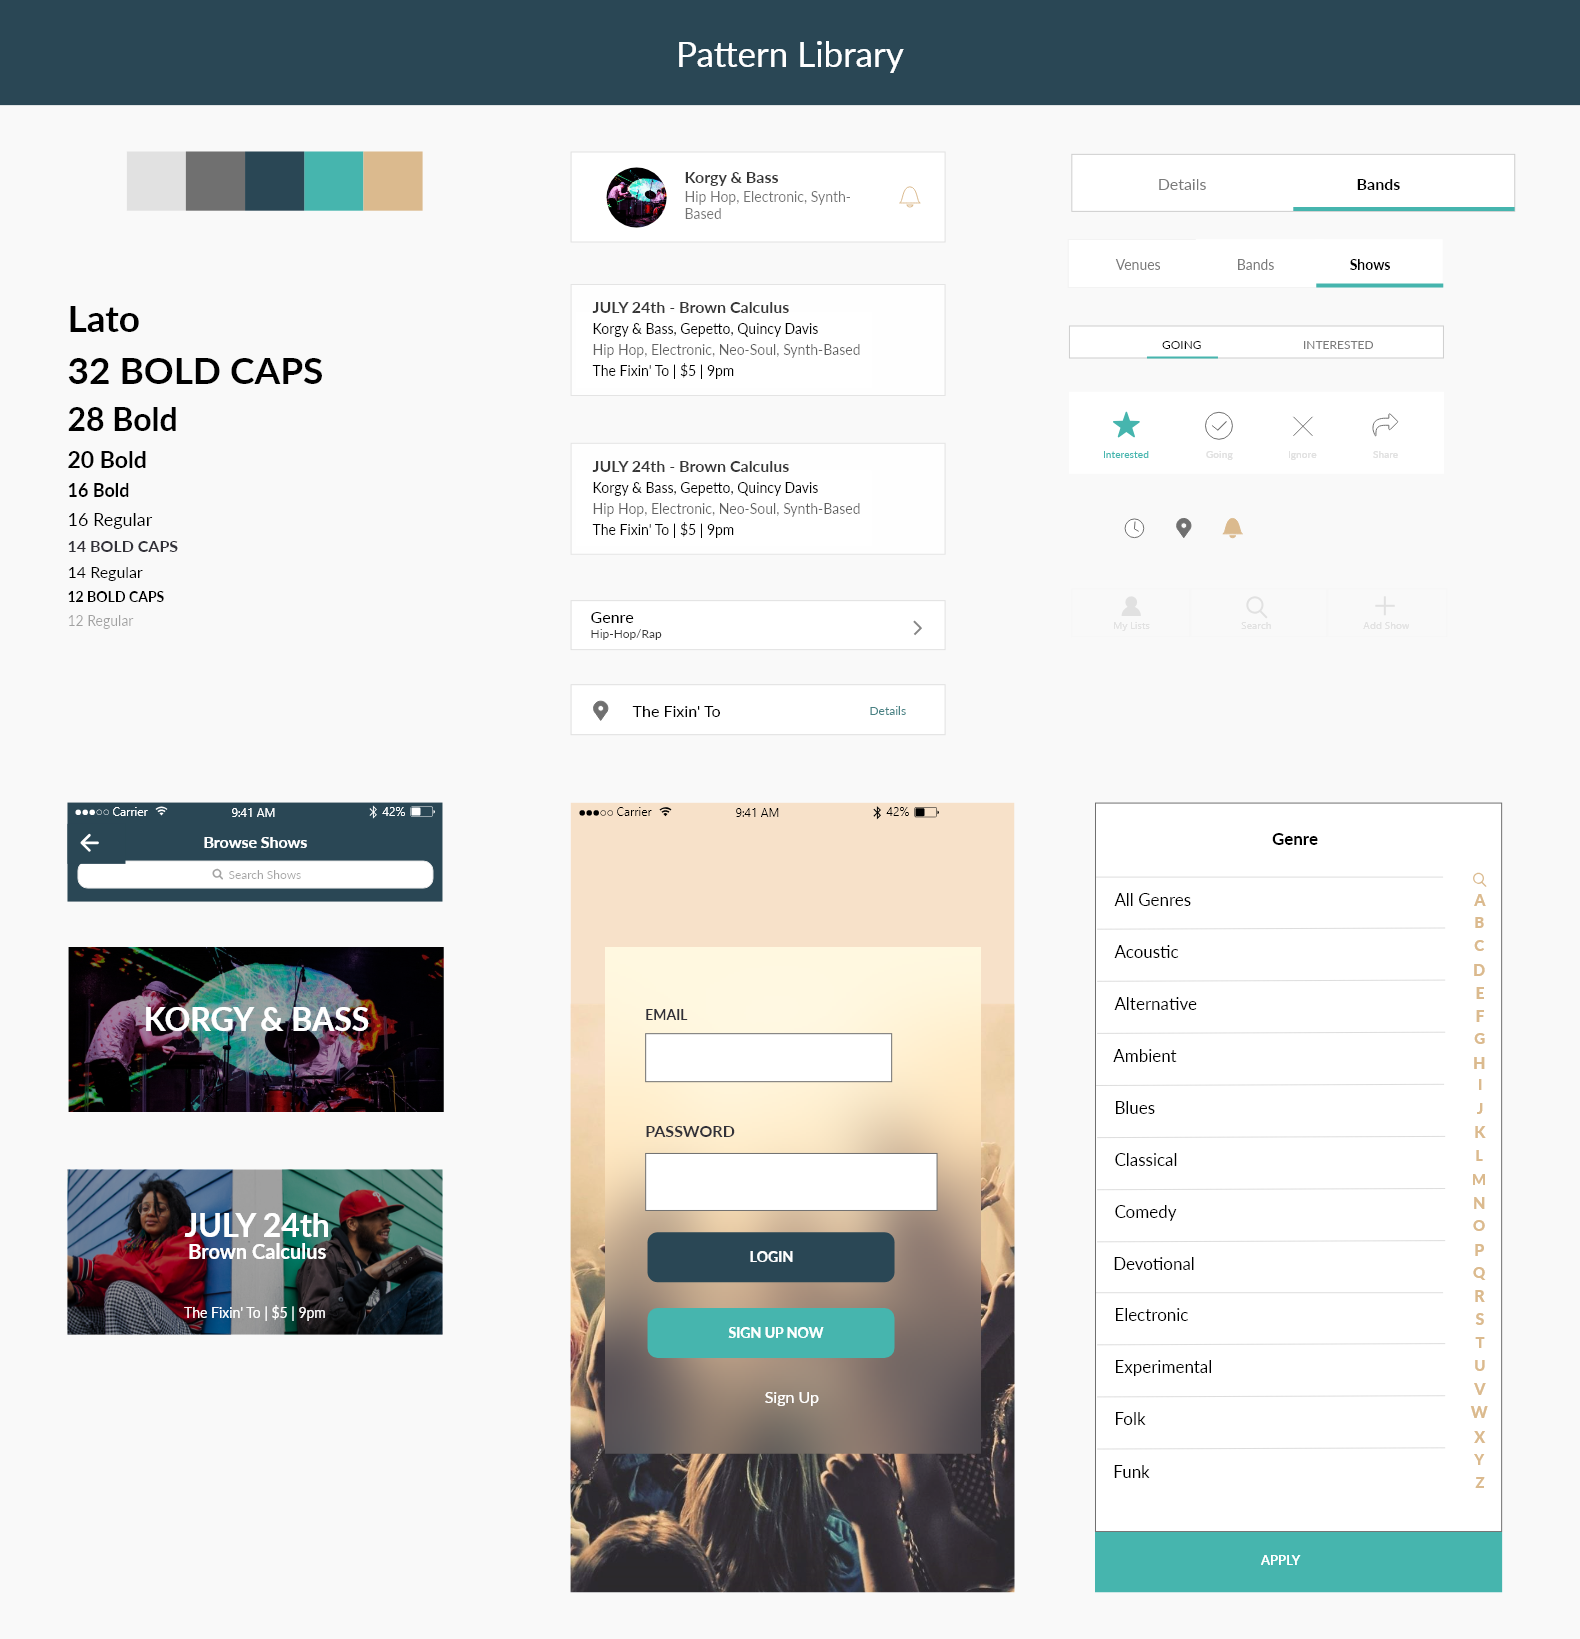 Pattern Library
Lato
32 BOLD CAPS
28 Bold
20 Bold
16 Bold
16 Regular
14 BOLD CAPS
14 Regular
12 BOLD CAPS
12 Regular
Korgy & Bass
Hip Hop, Electronic, Synth-
Based
JULY 24th - Brown Calculus
Korgy & Bass, Gepetto, Quincy Davis
Hip Hop, Electronic, Neo-Soul, Synth-Based
The Fixin' To | $5 | 9pm
JULY 24th - Brown Calculus
Korgy & Bass, Gepetto, Quincy Davis
Hip Hop, Electronic, Neo-Soul, Synth-Based
The Fixin' To | $5 | 9pm
Genre
Hip-Hop/Rap
The Fixin' To Details
Details Bands
Venues Bands Shows
GOING INTERESTED
Interested Going Ignore Share
My Lists Search Add Show
Carrier 9:41 AM 42%
Browse Shows
Search Shows
KORGY & BASS
JULY 24th
Brown Calculus
The Fixin' To | $5 | 9pm
Carrier 9:41 AM 42%
EMAIL
PASSWORD
LOGIN
SIGN UP NOW
Sign Up
Genre
All Genres
Acoustic
Alternative
Ambient
Blues
Classical
Comedy
Devotional
Electronic
Experimental
Folk
Funk
A
B
C
D
E
F
G
H
I
J
K
L
M
N
O
P
Q
R
S
T
U
V
W
X
Y
Z
APPLY